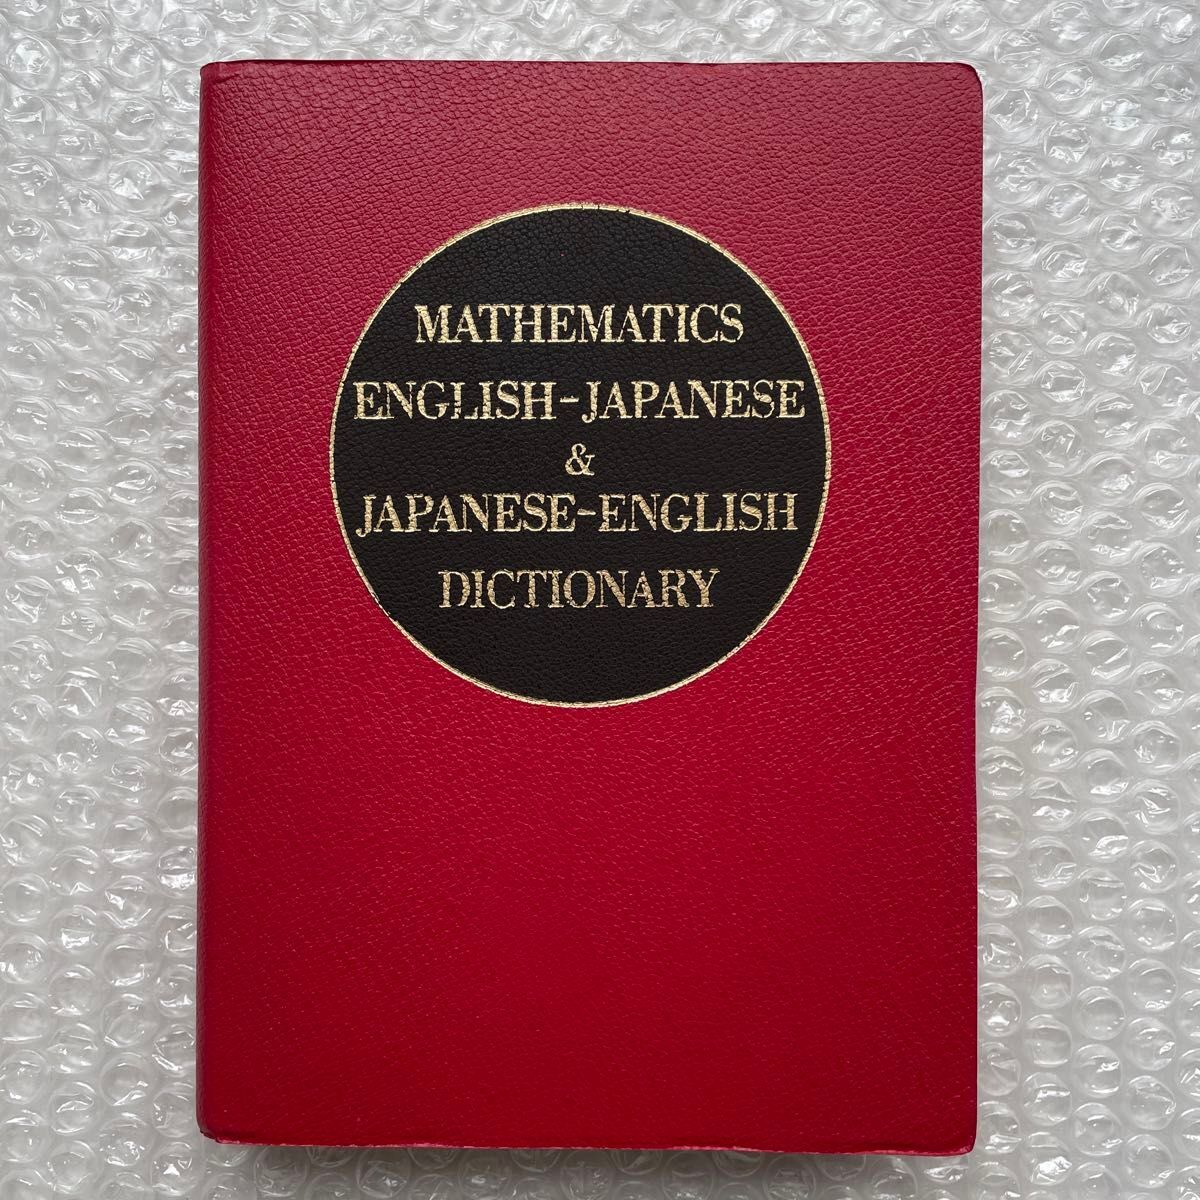 MATHEMATICS
ENGLISH-JAPANESE
&
JAPANESE-ENGLISH
DICTIONARY